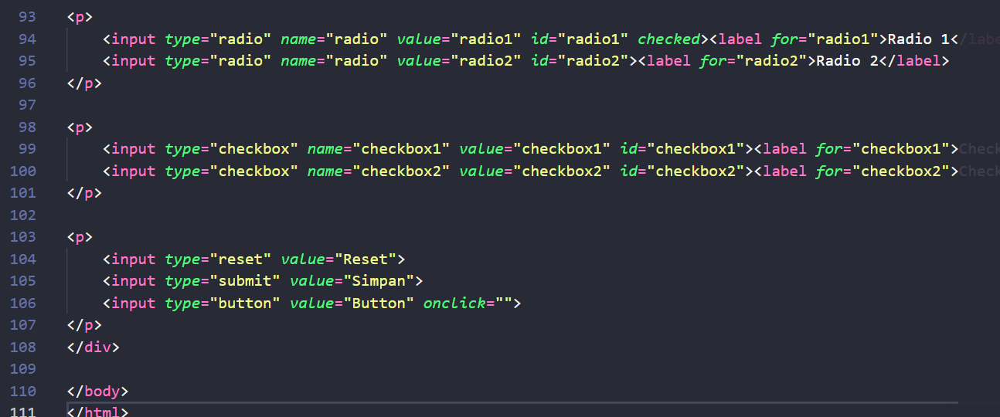 93 <p>
94 <input type="radio" name="radio" value="radio1" id="radio1" checked><label for="radio1">Radio 1</labe
95 <input type="radio" name="radio" value="radio2" id="radio2"><label for="radio2">Radio 2</label>
96 </p>
97
98 <p>
99 <input type="checkbox" name="checkbox1" value="checkbox1" id="checkbox1"><label for="checkbox1">Check
100 <input type="checkbox" name="checkbox2" value="checkbox2" id="checkbox2"><label for="checkbox2">Check
101 </p>
102
103 <p>
104 <input type="reset" value="Reset">
105 <input type="submit" value="Simpan">
106 <input type="button" value="Button" onclick="">
107 </p>
108 </div>
109
110 </body>
111 </html>